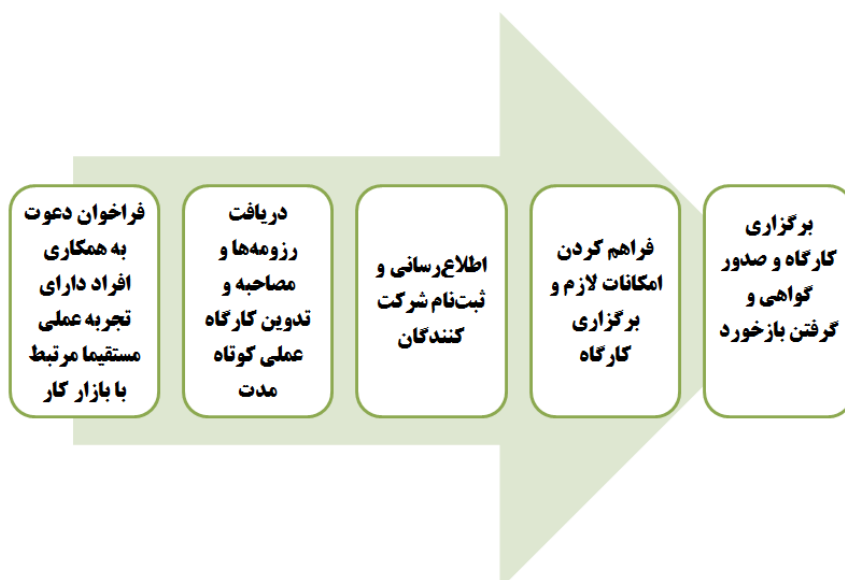 فراخوان دعوت
به همکاری
افراد دارای
تجربه عملی
مستقیما مرتبط
با بازار کار
دریافت
رزومه‌ها و
مصاحبه و
تدوین کارگاه
عملی کوتاه
مدت
اطلاع‌رسانی و
ثبت‌نام شرکت
کنندگان
فراهم کردن
امکانات لازم و
برگزاری
کارگاه
برگزاری
کارگاه و صدور
گواهی و
گرفتن بازخورد